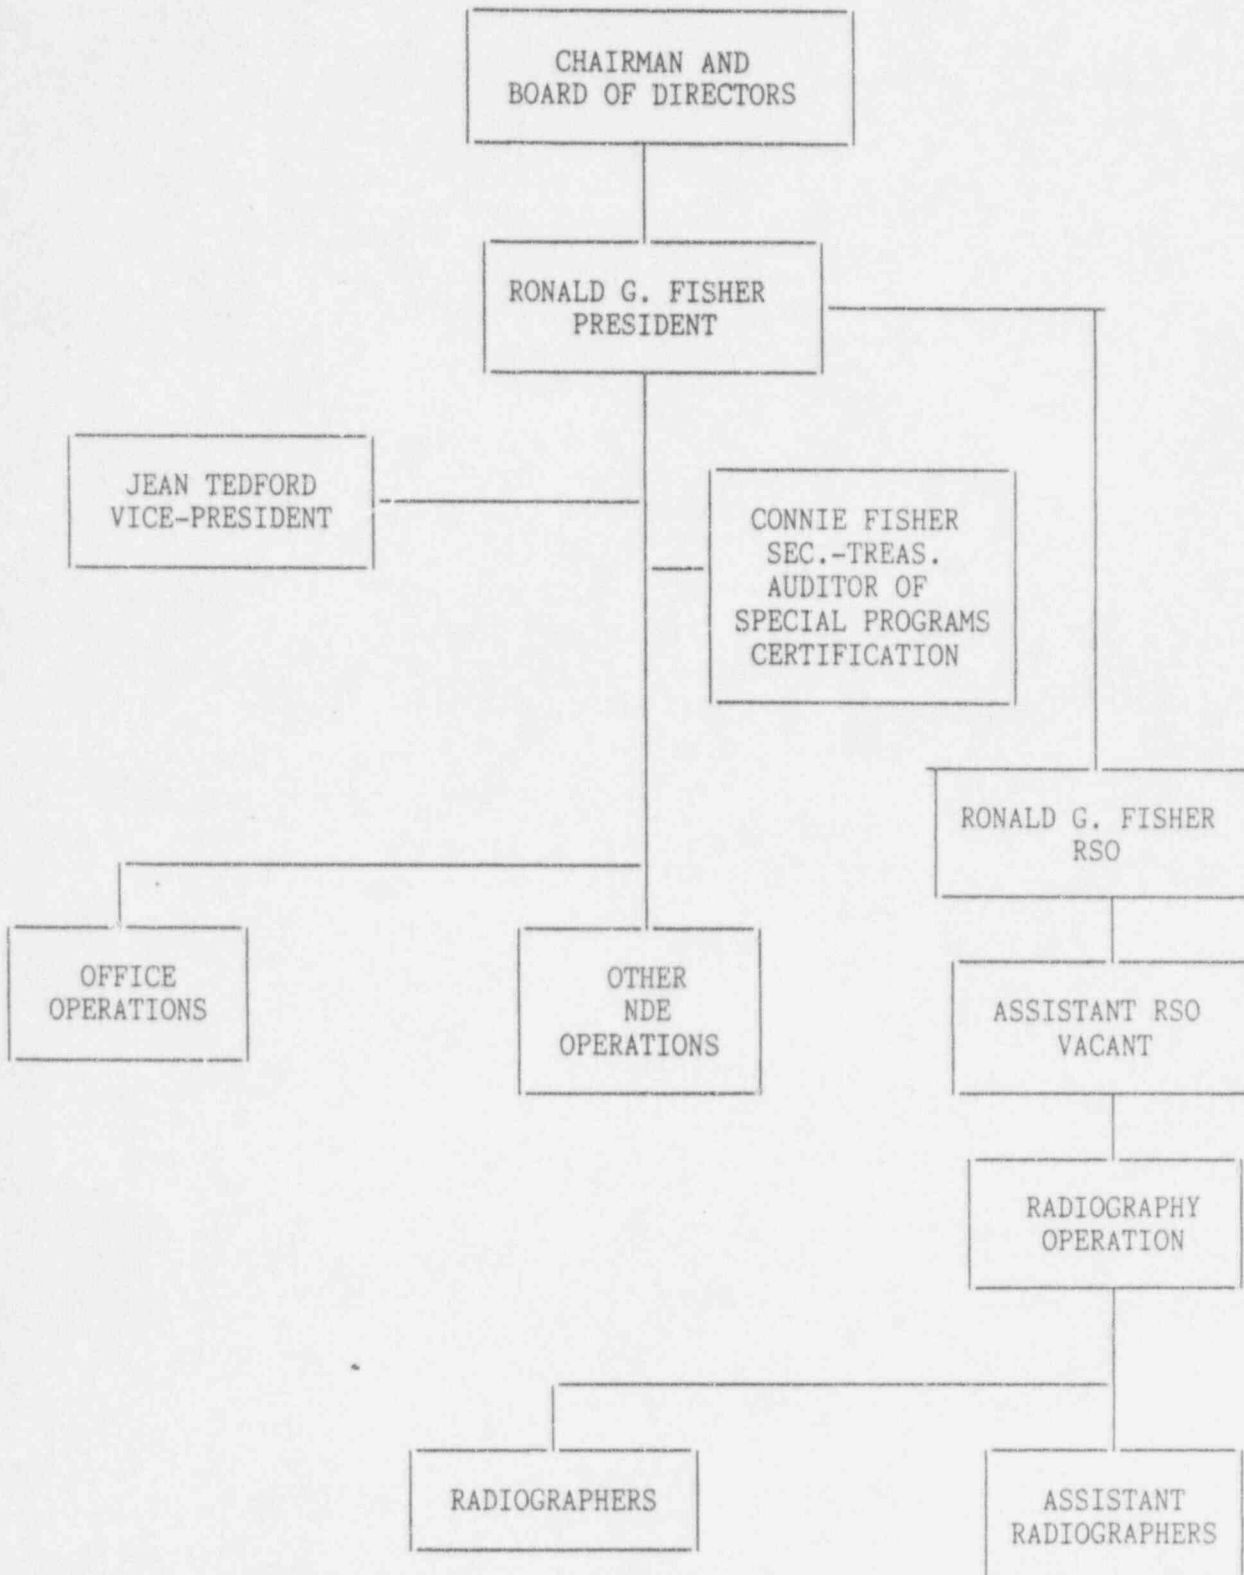 CHAIRMAN AND
BOARD OF DIRECTORS
RONALD G. FISHER
PRESIDENT
JEAN TEDFORD
VICE-PRESIDENT
CONNIE FISHER
SEC.-TREAS.
AUDITOR OF
SPECIAL PROGRAMS
CERTIFICATION
RONALD G. FISHER
RSO
OFFICE
OPERATIONS
OTHER
NDE
OPERATIONS
ASSISTANT RSO
VACANT
RADIOGRAPHY
OPERATION
RADIOGRAPHERS
ASSISTANT
RADIOGRAPHERS